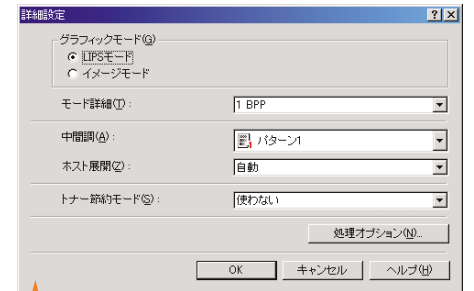 詳細設定
グラフィックモード(G)
LIPSモード
イメージモード
モード詳細(T): 1 BPP
中間調(A): パターン1
ホスト展開(Z): 自動
トナー節約モード(S): 使わない
処理オプション(N)...
OK キャンセル ヘルプ(H)